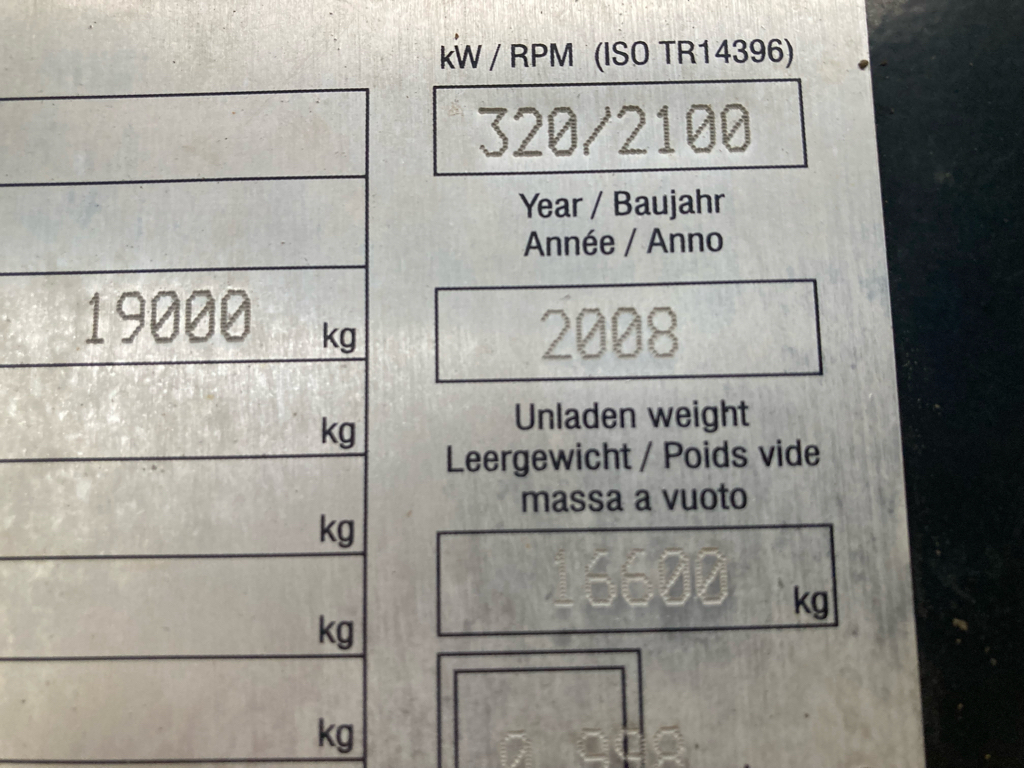 kW / RPM (ISO TR14396)
320/2100
Year / Baujahr
Année / Anno
19000 kg
2008
kg
Unladen weight
Leergewicht / Poids vide
massa a vuoto
kg
16600 kg
kg
kg